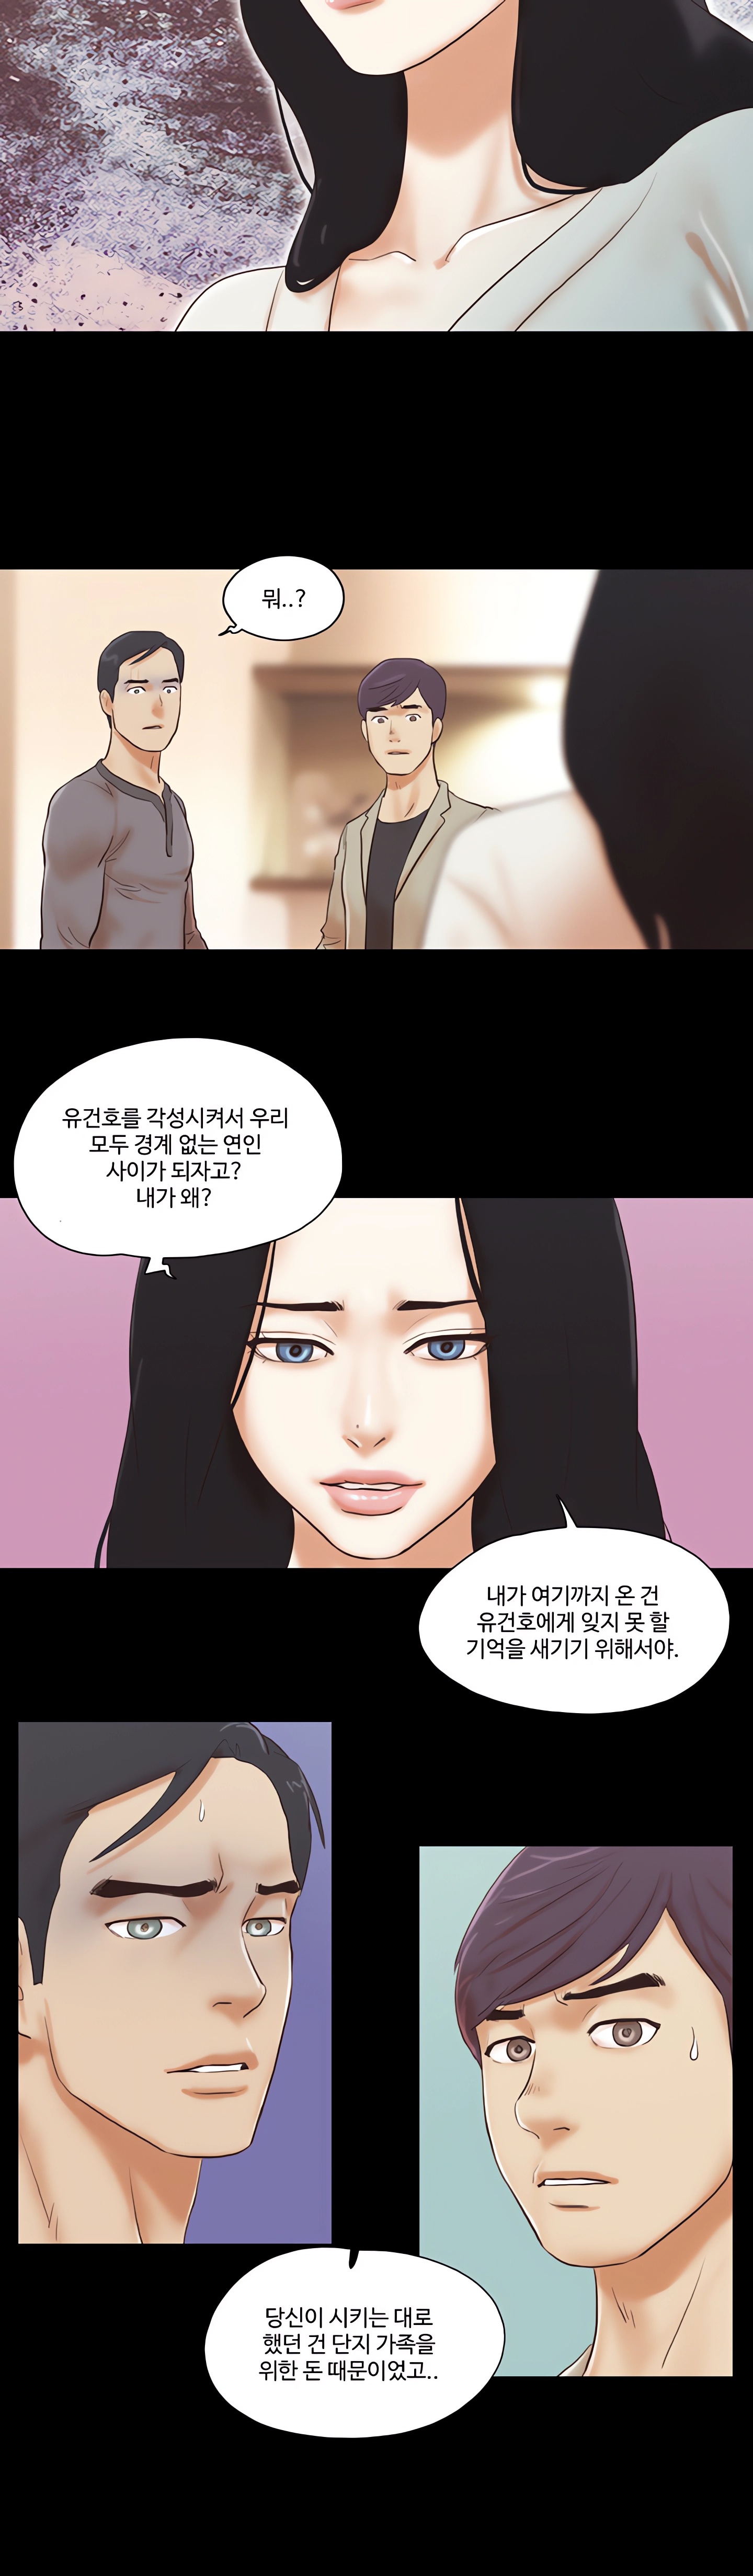 뭐..?
유건호를 각성시켜서 우리
모두 경계 없는 연인
사이가 되자고?
내가 왜?
내가 여기까지 온 건
유건호에게 잊지 못 할
기억을 새기기 위해서야.
당신이 시키는 대로
했던 건 단지 가족을
위한 돈 때문이었고..